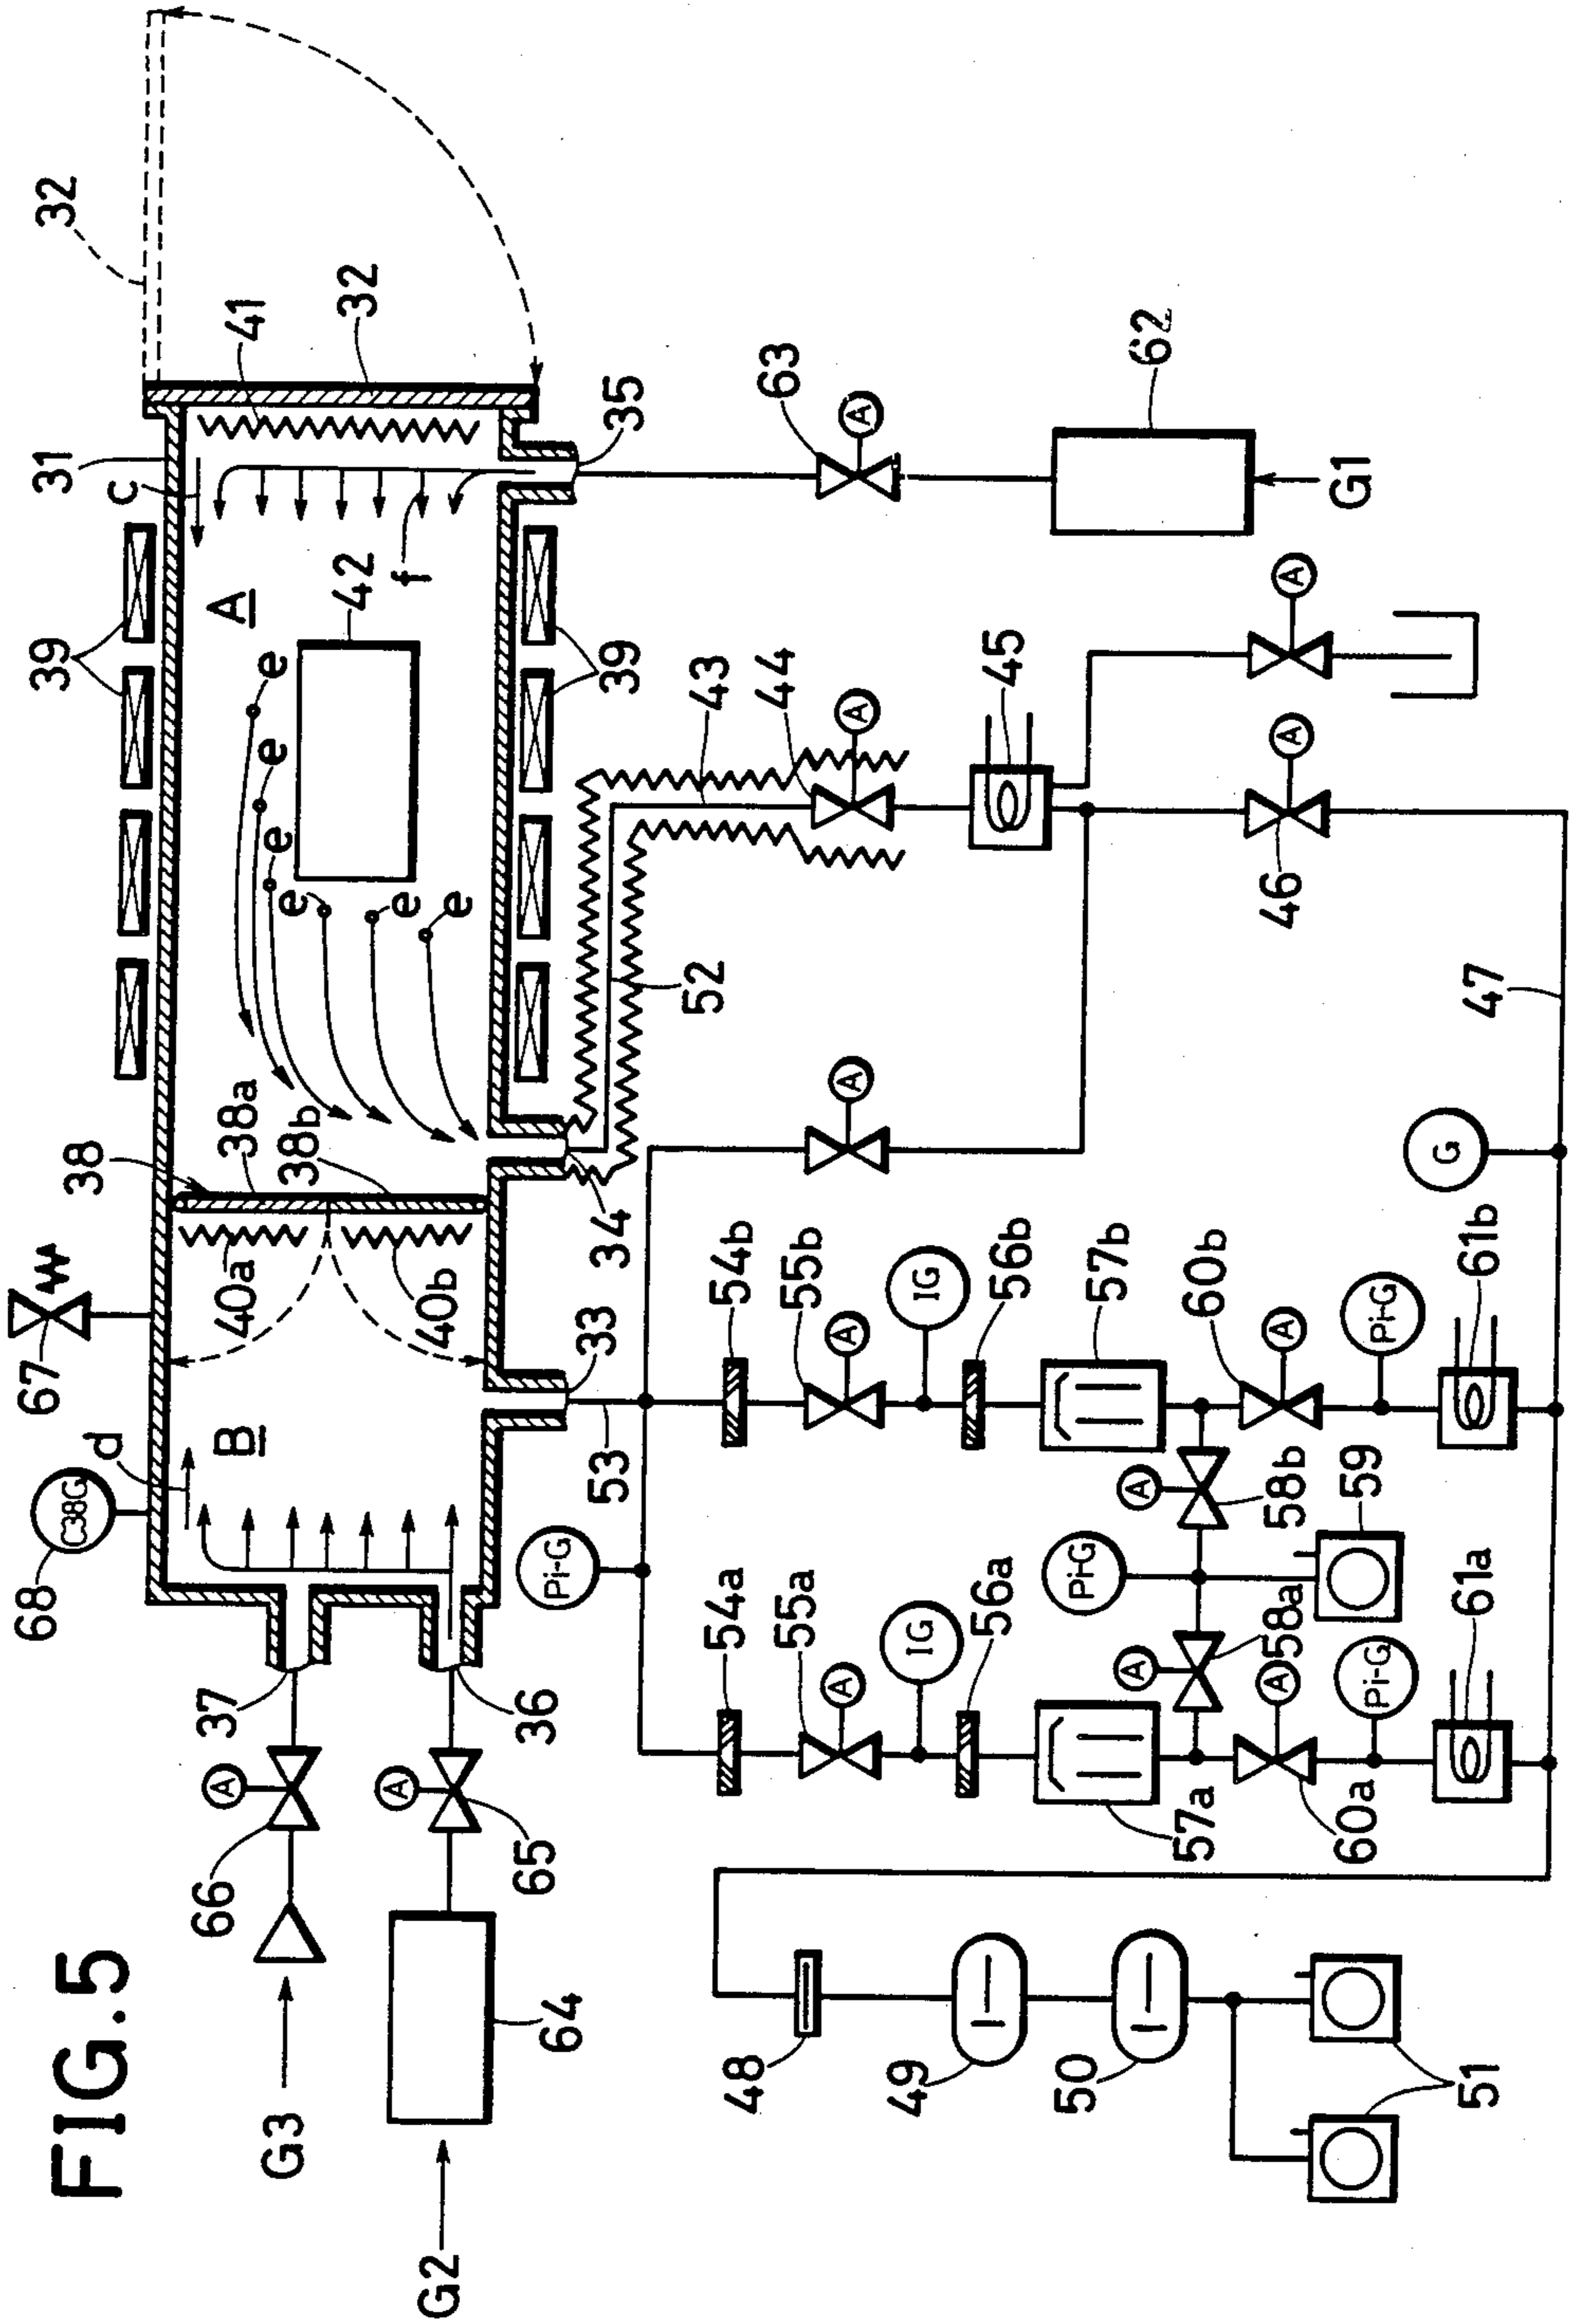 FIG.5
G3
G2
66
37
64
65
36
68
C38G
d
B
67
38
38a
38b
40a
40b
33
34
53
39
A
e
e
e
e
e
e
42
f
c
31
41
32
32
39
35
52
43
44
A
45
46
A
A
A
47
G
63
A
62
G1
A
A
Pi-G
54a
54b
55a
A
55b
A
IG
IG
56a
56b
57a
57b
58a
A
58b
A
Pi-G
59
60a
A
60b
A
Pi-G
Pi-G
61a
61b
48
49
50
51